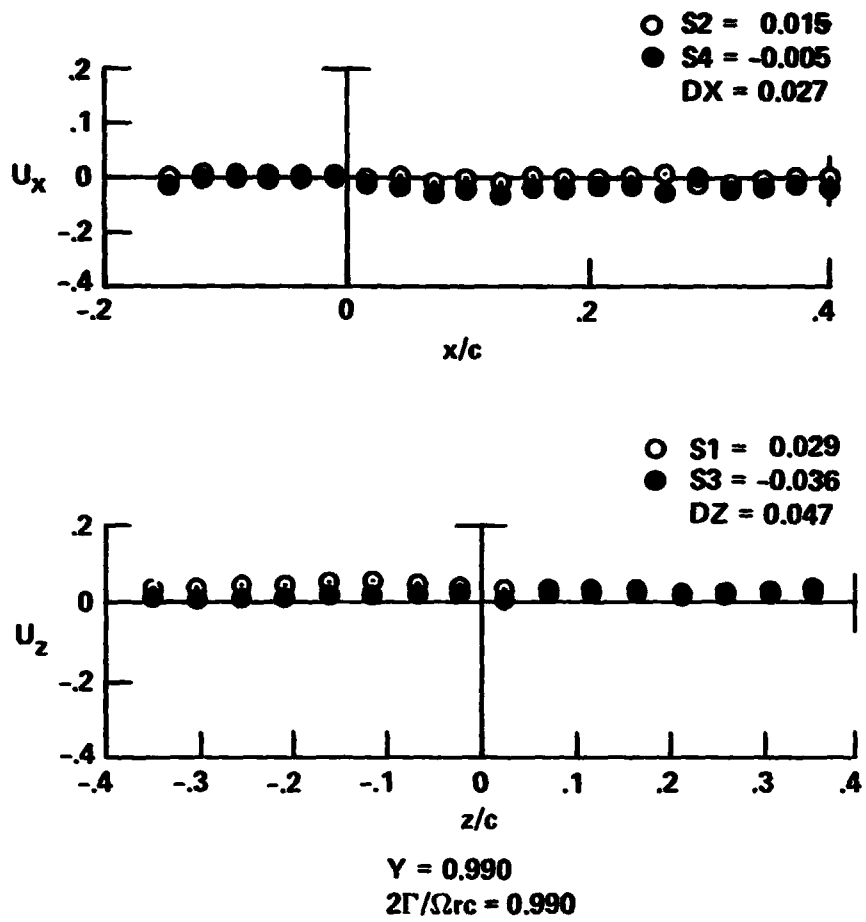 S2 = 0.015
S4 = -0.005
DX = 0.027
.2
.1
0
-.2
-.4
Ux
-.2 0 .2 .4
x/c
S1 = 0.029
S3 = -0.036
DZ = 0.047
.2
0
-.2
-.4
Uz
-.4 -.3 -.2 -.1 0 .1 .2 .3 .4
z/c
Y = 0.990
2Γ/Ωrc = 0.990